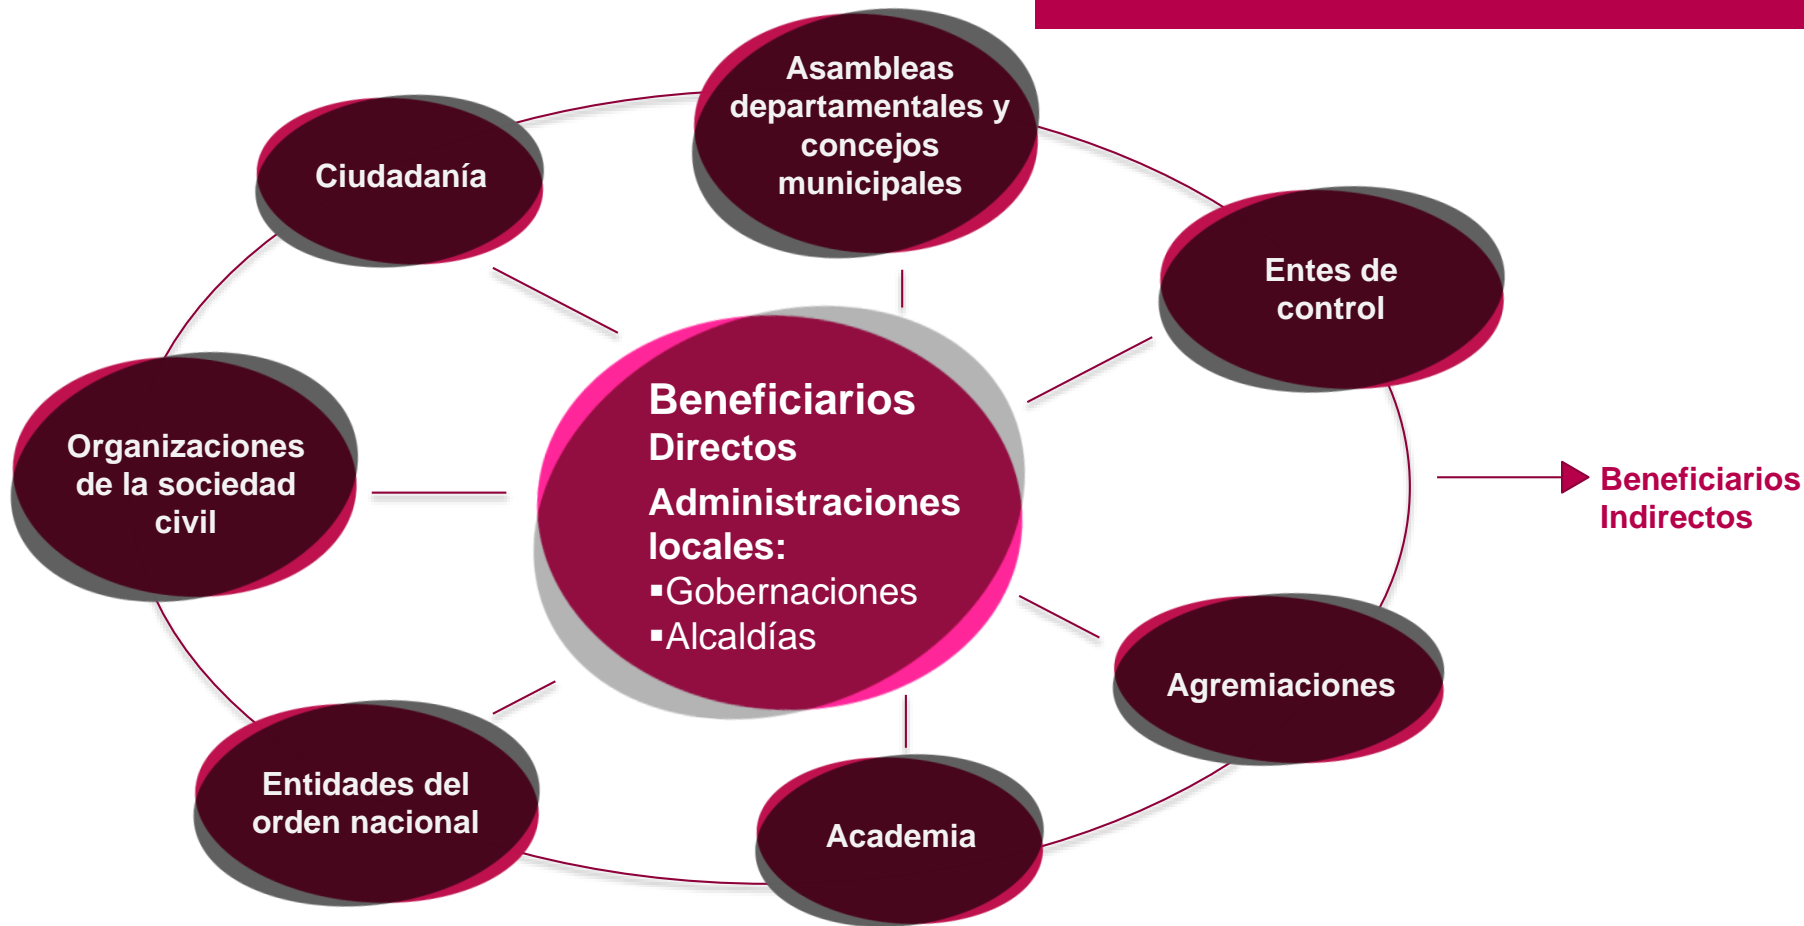 Asambleas
departamentales y
concejos
municipales
Ciudadanía
Entes de
control
Beneficiarios
Directos
Administraciones
locales:
▪Gobernaciones
▪Alcaldías
Organizaciones
de la sociedad
civil
Beneficiarios
Indirectos
Agremiaciones
Entidades del
orden nacional
Academia